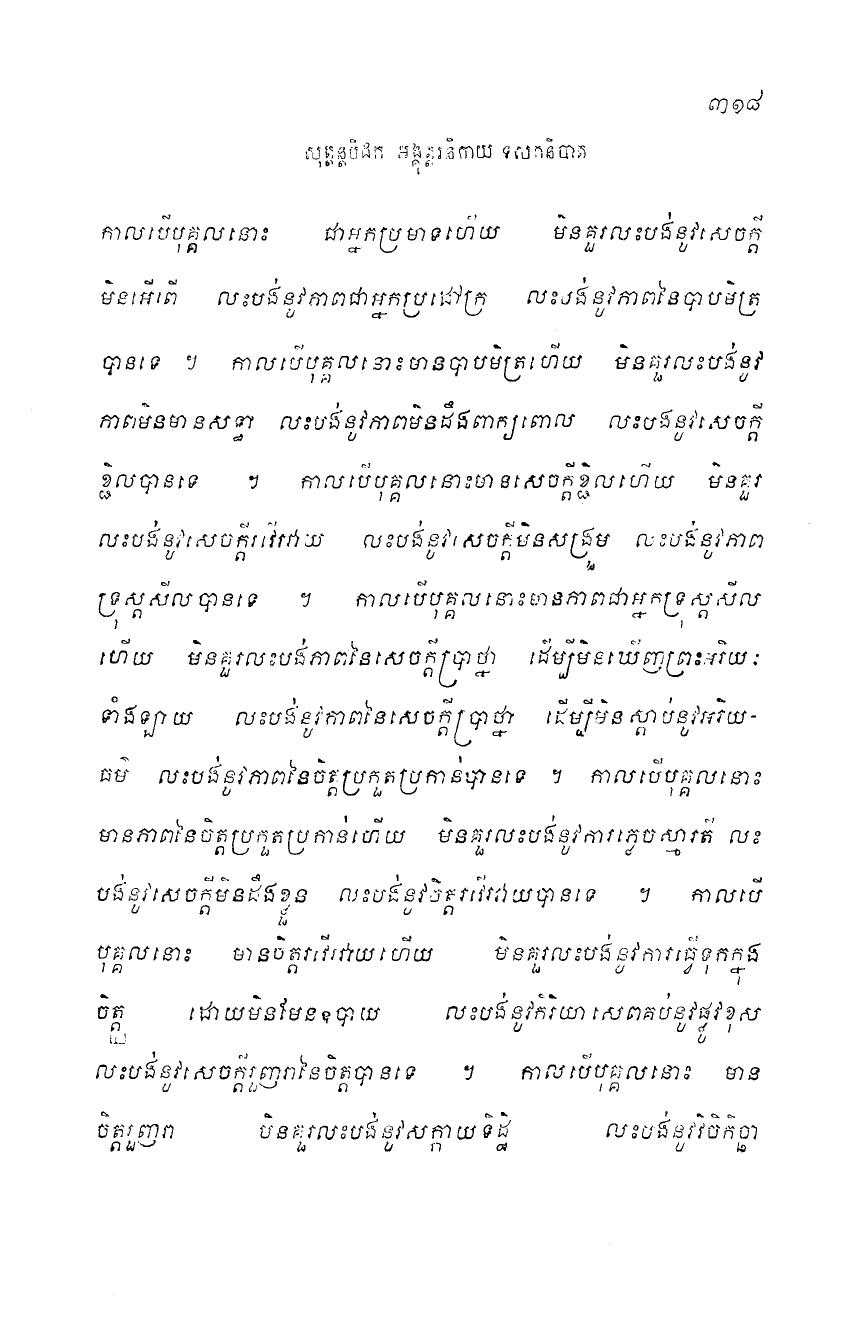 ៣១៨
សុត្តន្តបិដក អង្គុត្តរនិកាយ ទសកនិបាត
កាលបើបុគ្គលនោះ ជាអ្នកប្រមាទហើយ មិនគួរលះបង់នូវសេចក្តី
មិនអើពើ លះបង់នូវភាពជាអ្នកប្រដៅក្រ លះបង់នូវភាពនៃបាបមិត្រ
បានទេ ។ កាលបើបុគ្គលនោះមានបាបមិត្រហើយ មិនគួរលះបង់នូវ
ភាពមិនមានសទ្ធា លះបង់នូវភាពមិនដឹងពាក្យពោល លះបង់នូវសេចក្តី
ខ្ជិលបានទេ ។ កាលបើបុគ្គលនោះមានសេចក្តីខ្ជិលហើយ មិនគួរ
លះបង់នូវសេចក្តីរវើរវាយ លះបង់នូវសេចក្តីមិនសង្រួម លះបង់នូវភាព
ទ្រុស្តសីលបានទេ ។ កាលបើបុគ្គលនោះមានភាពជាអ្នកទ្រុស្តសីល
ហើយ មិនគួរលះបង់ភាពនៃសេចក្តីប្រាថ្នា ដើម្បីមិនឃើញព្រះអរិយៈ
ទាំងឡាយ លះបង់នូវភាពនៃសេចក្តីប្រាថ្នា ដើម្បីមិនស្តាប់នូវអរិយ-
ធម៌ លះបង់នូវភាពនៃចិត្តប្រកួតប្រកាន់បានទេ ។ កាលបើបុគ្គលនោះ
មានភាពនៃចិត្តប្រកួតប្រកាន់ហើយ មិនគួរលះបង់នូវការភ្លេចស្មារតី លះ
បង់នូវសេចក្តីមិនដឹងខ្លួន លះបង់នូវចិត្តរវើរវាយបានទេ ។ កាលបើ
បុគ្គលនោះ មានចិត្តរវើរវាយហើយ មិនគួរលះបង់នូវការធ្វើទុកក្នុង
ចិត្ត ដោយមិនមែនឧបាយ លះបង់នូវកិរិយាសេពគប់នូវផ្លូវខុស
លះបង់នូវសេចក្តីរួញរានៃចិត្តបានទេ ។ កាលបើបុគ្គលនោះ មាន
ចិត្តរួញរា មិនគួរលះបង់នូវសក្កាយទិដ្ឋិ លះបង់នូវវិចិកិច្ឆា